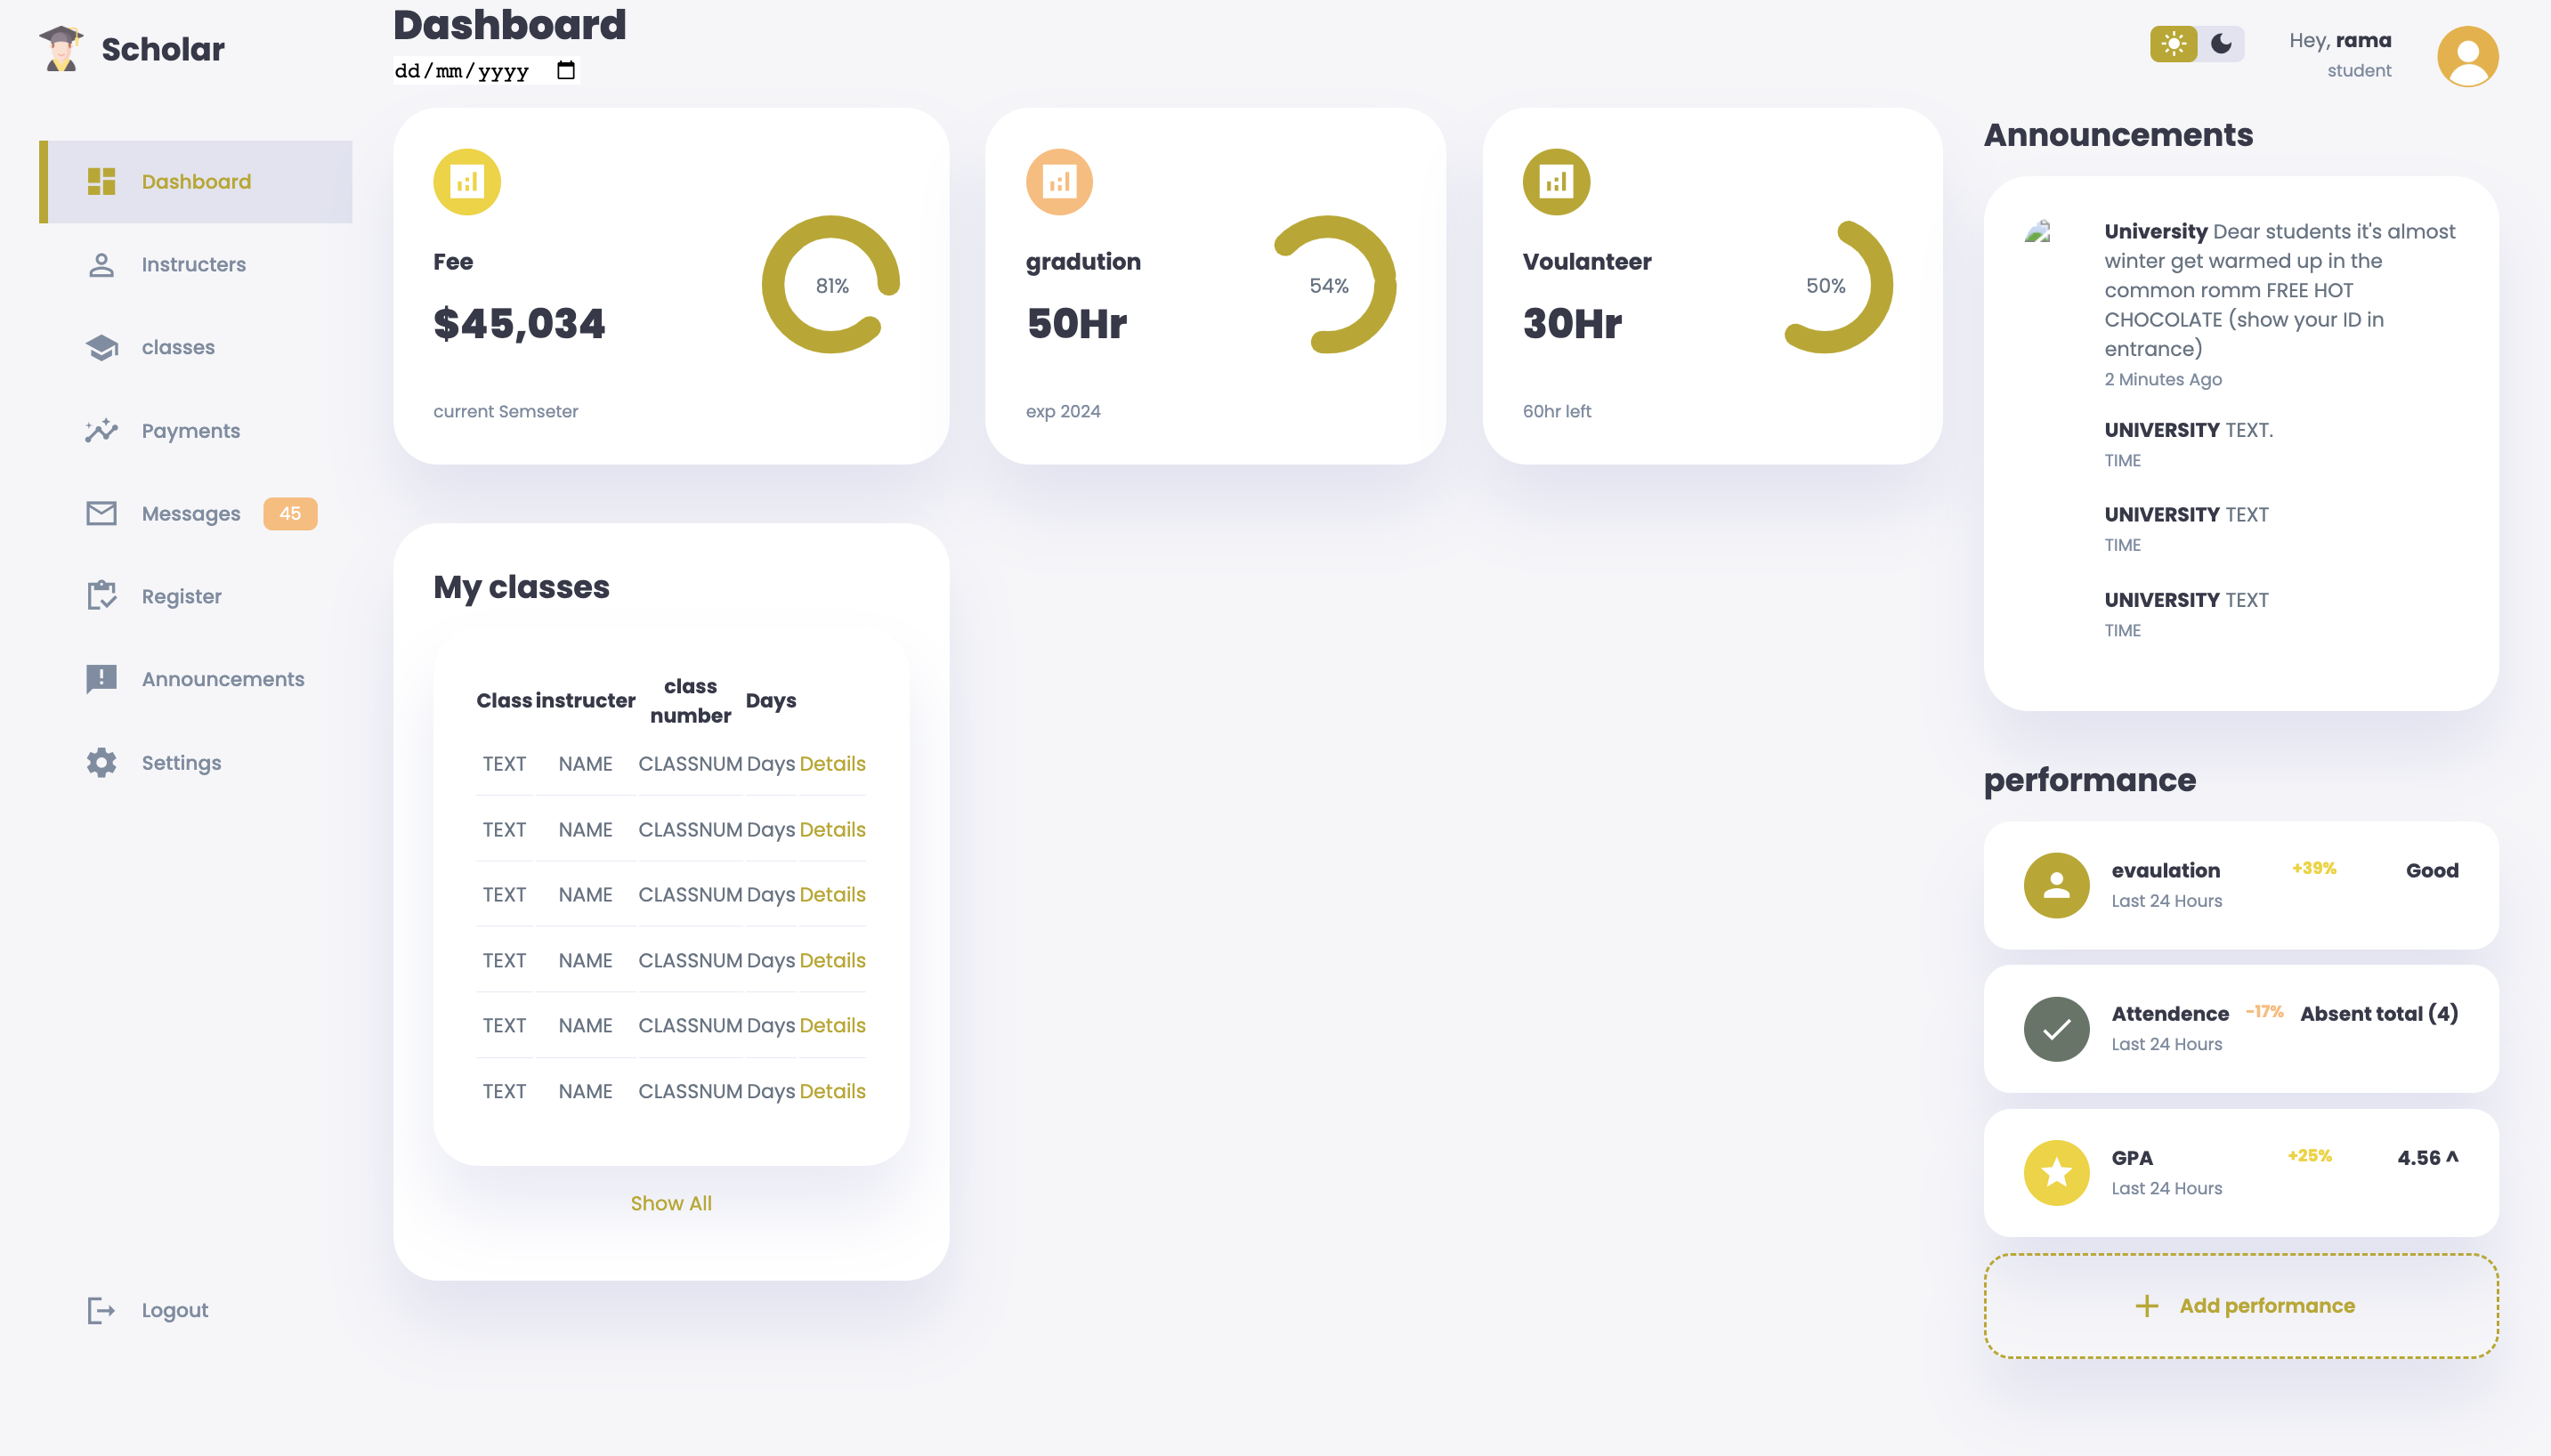 Scholar
Dashboard
Instructers
classes
Payments
Messages 45
Register
Announcements
Settings
Logout
Dashboard
dd/mm/yyyy
Fee
$45,034
81%
current Semseter
gradution
50Hr
54%
exp 2024
Voulanteer
30Hr
50%
60hr left
My classes
Class instructer class number Days
TEXT NAME CLASSNUM Days Details
TEXT NAME CLASSNUM Days Details
TEXT NAME CLASSNUM Days Details
TEXT NAME CLASSNUM Days Details
TEXT NAME CLASSNUM Days Details
TEXT NAME CLASSNUM Days Details
Show All
Hey, rama
student
Announcements
University Dear students it's almost
winter get warmed up in the
common romm FREE HOT
CHOCOLATE (show your ID in
entrance)
2 Minutes Ago
UNIVERSITY TEXT.
TIME
UNIVERSITY TEXT
TIME
UNIVERSITY TEXT
TIME
performance
evaulation +39% Good
Last 24 Hours
Attendence -17% Absent total (4)
Last 24 Hours
GPA +25% 4.56 ^
Last 24 Hours
Add performance